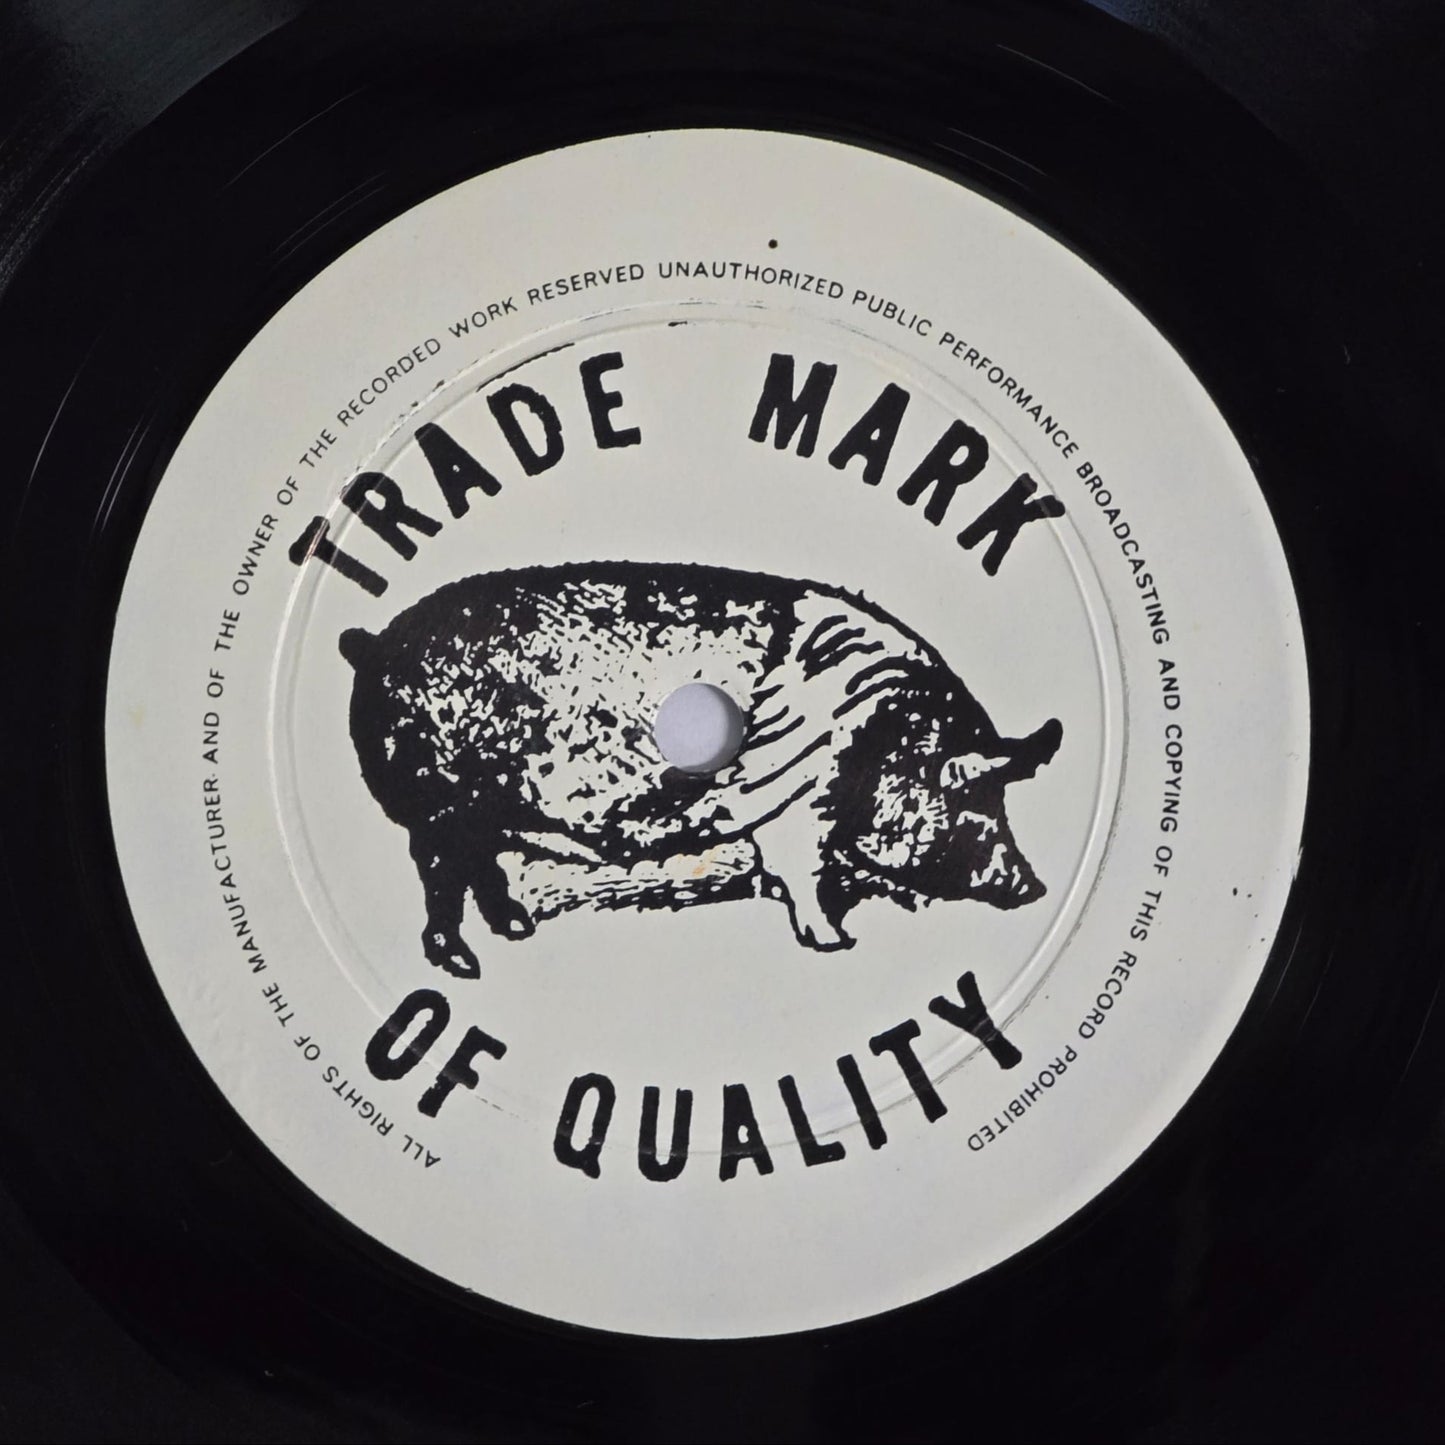 ALL RIGHTS OF THE MANUFACTURER AND OF THE OWNER OF THE RECORDED WORK RESERVED UNAUTHORIZED PUBLIC PERFORMANCE BROADCASTING AND COPYING OF THIS RECORD PROHIBITED
TRADE MARK
OF QUALITY